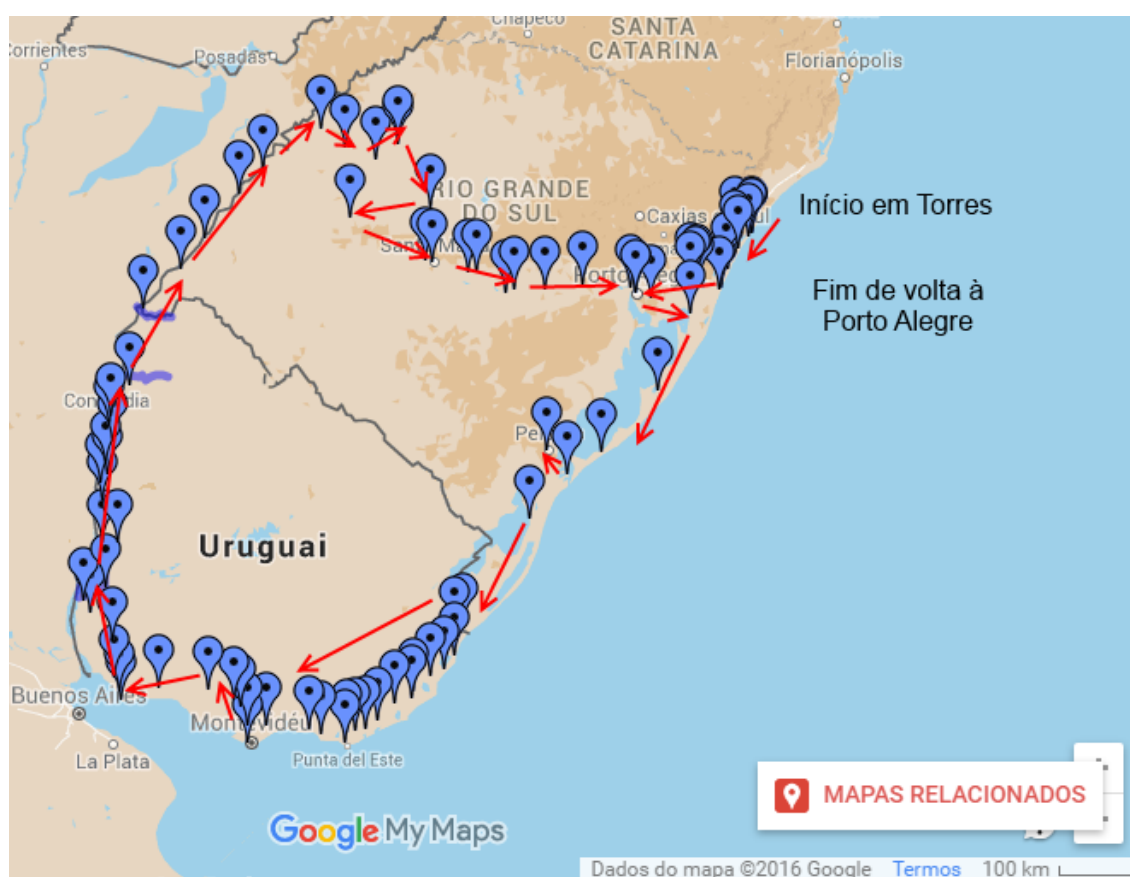 Chapecó
SANTA
CATARINA
Corrientes
Posadas
Florianópolis
RIO GRANDE
DO SUL
Caxias
Início em Torres
Fim de volta à
Porto Alegre
Uruguai
Buenos Aires
Punta del Este
La Plata
MAPAS RELACIONADOS
Google My Maps
Dados do mapa ©2016 Google
Termos
100 km